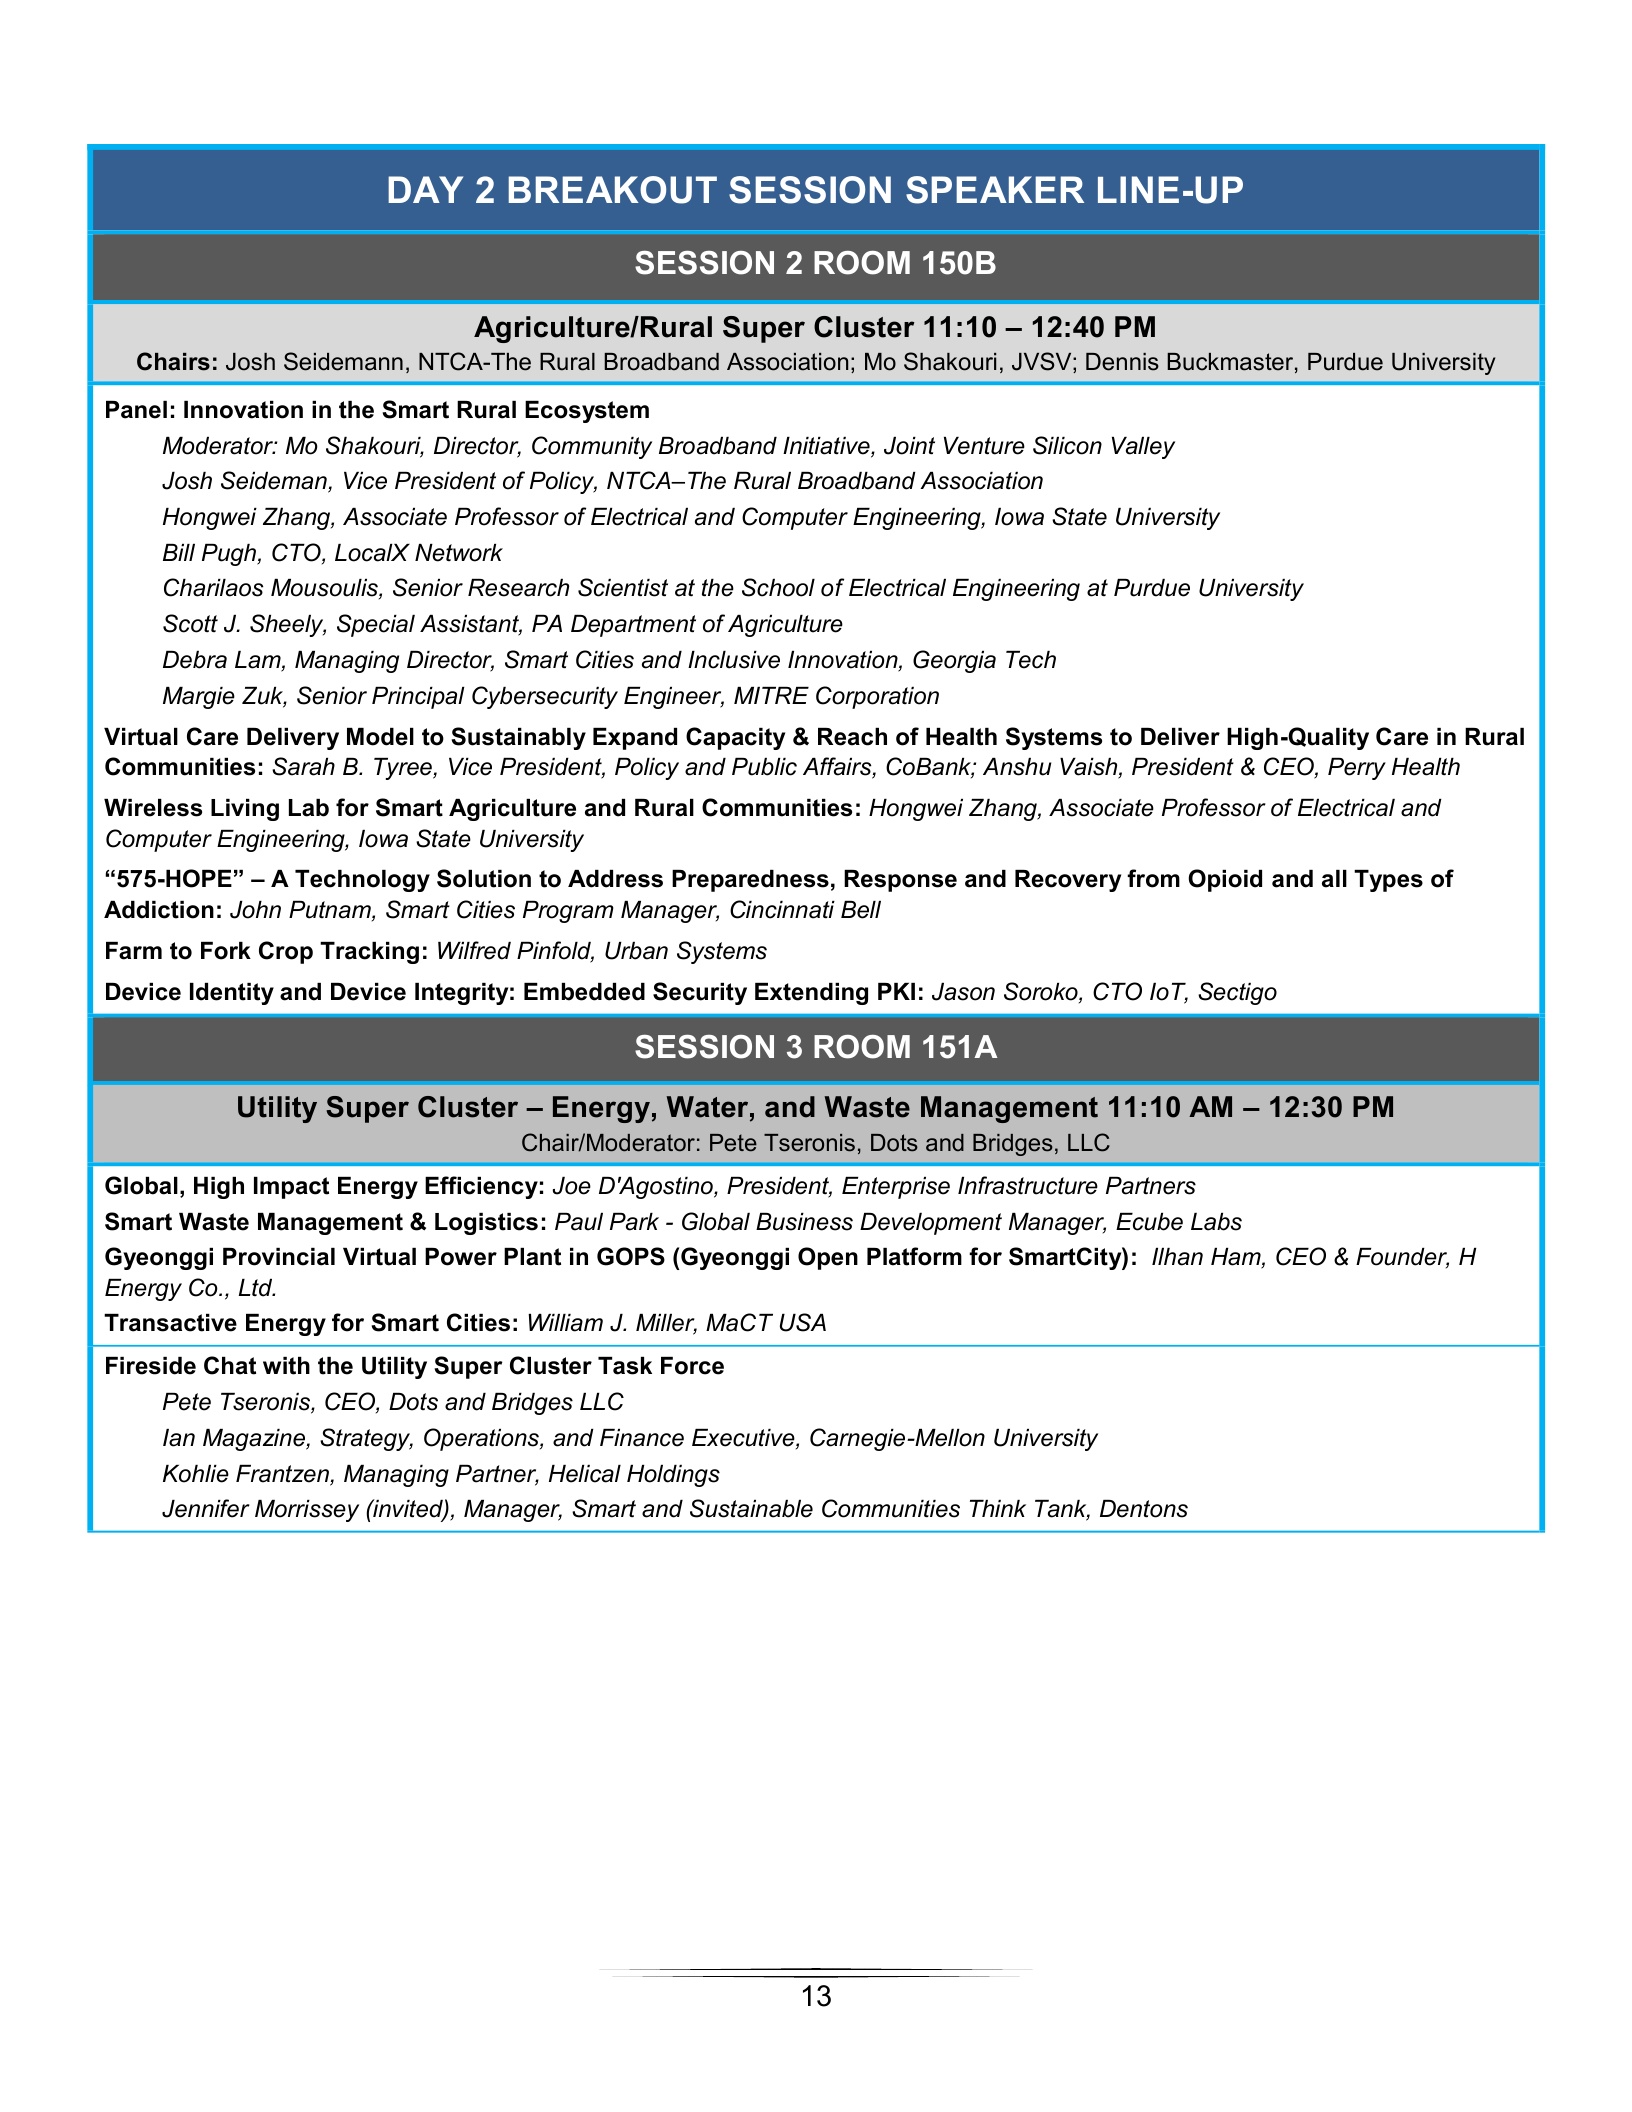 DAY 2 BREAKOUT SESSION SPEAKER LINE-UP
SESSION 2 ROOM 150B
Agriculture/Rural Super Cluster 11:10 – 12:40 PM
Chairs: Josh Seidemann, NTCA-The Rural Broadband Association; Mo Shakouri, JVSV; Dennis Buckmaster, Purdue University
Panel: Innovation in the Smart Rural Ecosystem
Moderator: Mo Shakouri, Director, Community Broadband Initiative, Joint Venture Silicon Valley
Josh Seideman, Vice President of Policy, NTCA–The Rural Broadband Association
Hongwei Zhang, Associate Professor of Electrical and Computer Engineering, Iowa State University
Bill Pugh, CTO, LocalX Network
Charilaos Mousoulis, Senior Research Scientist at the School of Electrical Engineering at Purdue University
Scott J. Sheely, Special Assistant, PA Department of Agriculture
Debra Lam, Managing Director, Smart Cities and Inclusive Innovation, Georgia Tech
Margie Zuk, Senior Principal Cybersecurity Engineer, MITRE Corporation
Virtual Care Delivery Model to Sustainably Expand Capacity & Reach of Health Systems to Deliver High-Quality Care in Rural
Communities: Sarah B. Tyree, Vice President, Policy and Public Affairs, CoBank; Anshu Vaish, President & CEO, Perry Health
Wireless Living Lab for Smart Agriculture and Rural Communities: Hongwei Zhang, Associate Professor of Electrical and
Computer Engineering, Iowa State University
“575-HOPE” – A Technology Solution to Address Preparedness, Response and Recovery from Opioid and all Types of
Addiction: John Putnam, Smart Cities Program Manager, Cincinnati Bell
Farm to Fork Crop Tracking: Wilfred Pinfold, Urban Systems
Device Identity and Device Integrity: Embedded Security Extending PKI: Jason Soroko, CTO IoT, Sectigo
SESSION 3 ROOM 151A
Utility Super Cluster – Energy, Water, and Waste Management 11:10 AM – 12:30 PM
Chair/Moderator: Pete Tseronis, Dots and Bridges, LLC
Global, High Impact Energy Efficiency: Joe D'Agostino, President, Enterprise Infrastructure Partners
Smart Waste Management & Logistics: Paul Park - Global Business Development Manager, Ecube Labs
Gyeonggi Provincial Virtual Power Plant in GOPS (Gyeonggi Open Platform for SmartCity): Ilhan Ham, CEO & Founder, H
Energy Co., Ltd.
Transactive Energy for Smart Cities: William J. Miller, MaCT USA
Fireside Chat with the Utility Super Cluster Task Force
Pete Tseronis, CEO, Dots and Bridges LLC
Ian Magazine, Strategy, Operations, and Finance Executive, Carnegie-Mellon University
Kohlie Frantzen, Managing Partner, Helical Holdings
Jennifer Morrissey (invited), Manager, Smart and Sustainable Communities Think Tank, Dentons
13